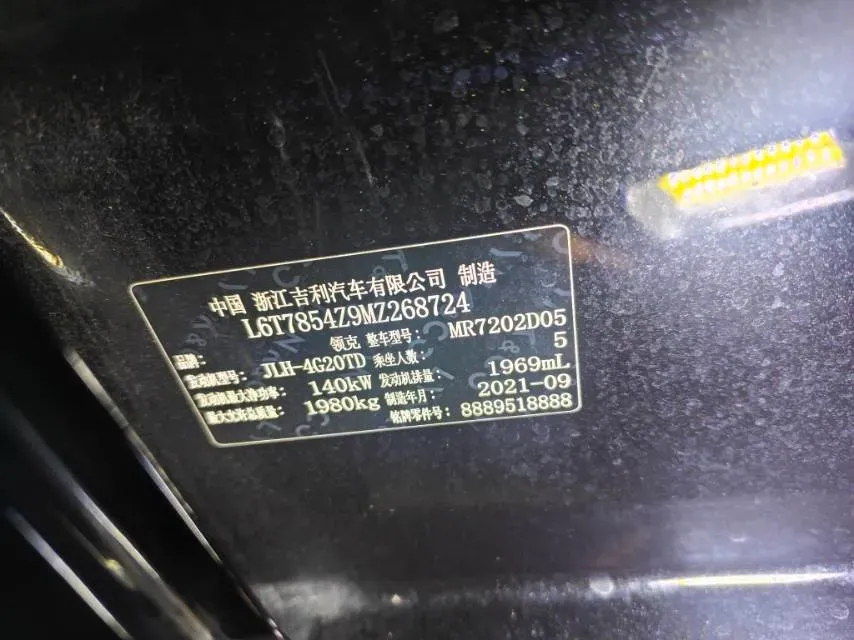 中国 浙江吉利汽车有限公司 制造
L6T7854Z9MZ268724
品牌: 领克 整车型号: MR7202D05
发动机型号: JLH-4G20TD 乘坐人数: 5
发动机最大净功率: 140kW 发动机排量: 1969mL
最大允许总质量: 1980kg 制造年月: 2021-09
铭牌零件号: 8889518888